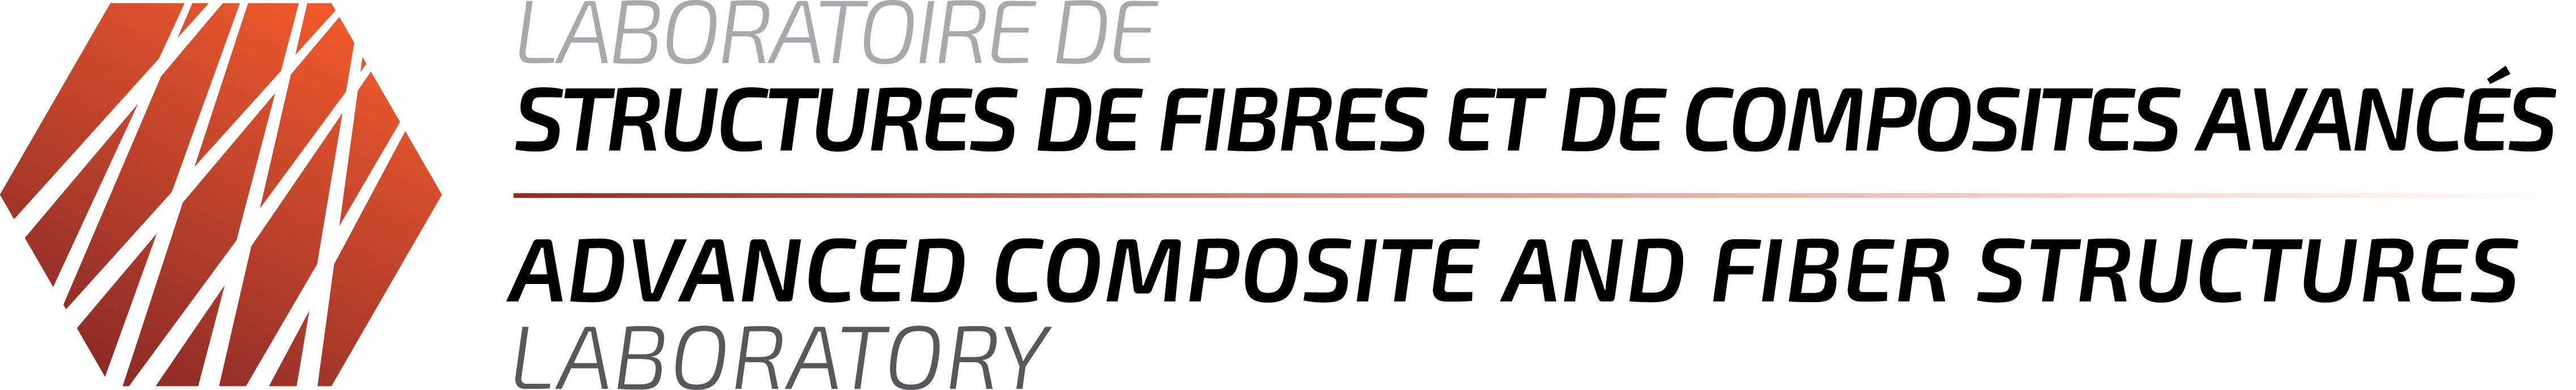 LABORATOIRE DE
STRUCTURES DE FIBRES ET DE COMPOSITES AVANCÉS
ADVANCED COMPOSITE AND FIBER STRUCTURES
LABORATORY